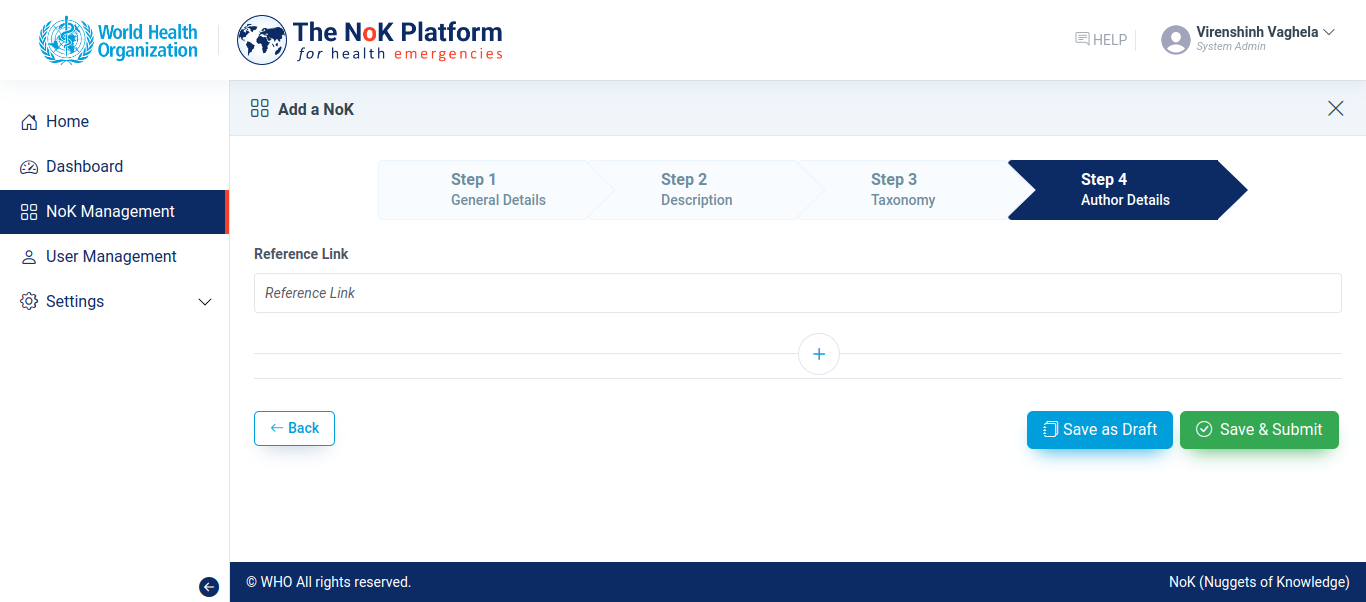 World Health
Organization
The NoK Platform
for health emergencies
HELP
Virenshinh Vaghela
System Admin
Home
Dashboard
NoK Management
User Management
Settings
Add a NoK
Step 1
General Details
Step 2
Description
Step 3
Taxonomy
Step 4
Author Details
Reference Link
Reference Link
Back
Save as Draft
Save & Submit
© WHO All rights reserved.
NoK (Nuggets of Knowledge)